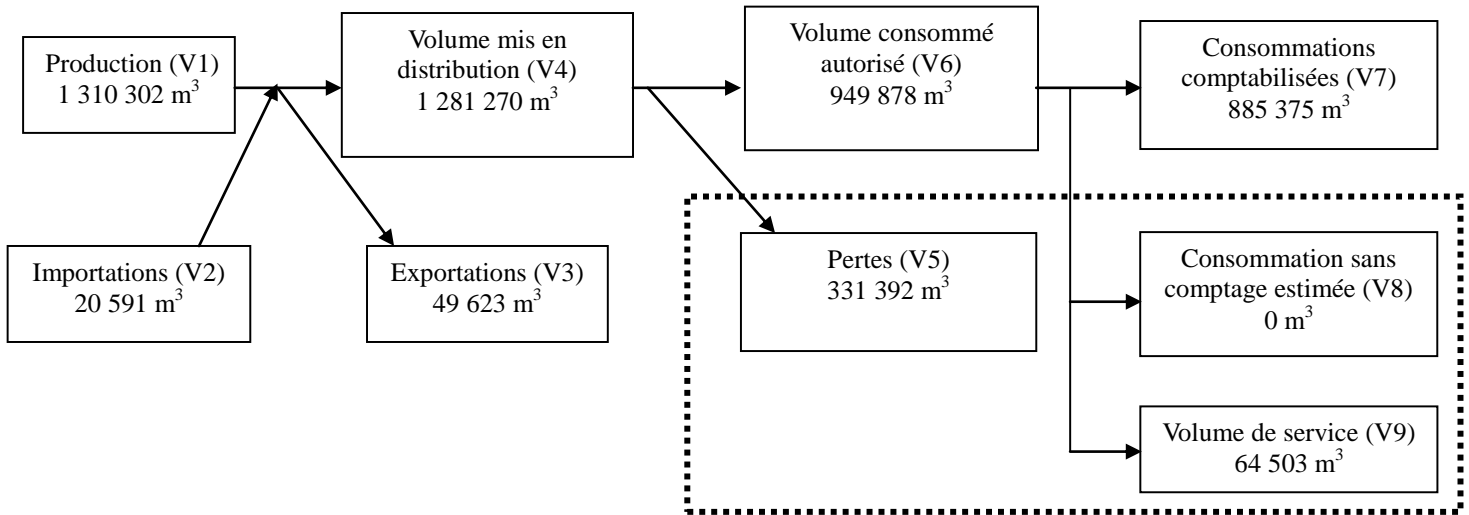 Production (V1)
1 310 302 m³
Volume mis en
distribution (V4)
1 281 270 m³
Volume consommé
autorisé (V6)
949 878 m³
Consommations
comptabilisées (V7)
885 375 m³
Importations (V2)
20 591 m³
Exportations (V3)
49 623 m³
Pertes (V5)
331 392 m³
Consommation sans
comptage estimée (V8)
0 m³
Volume de service (V9)
64 503 m³